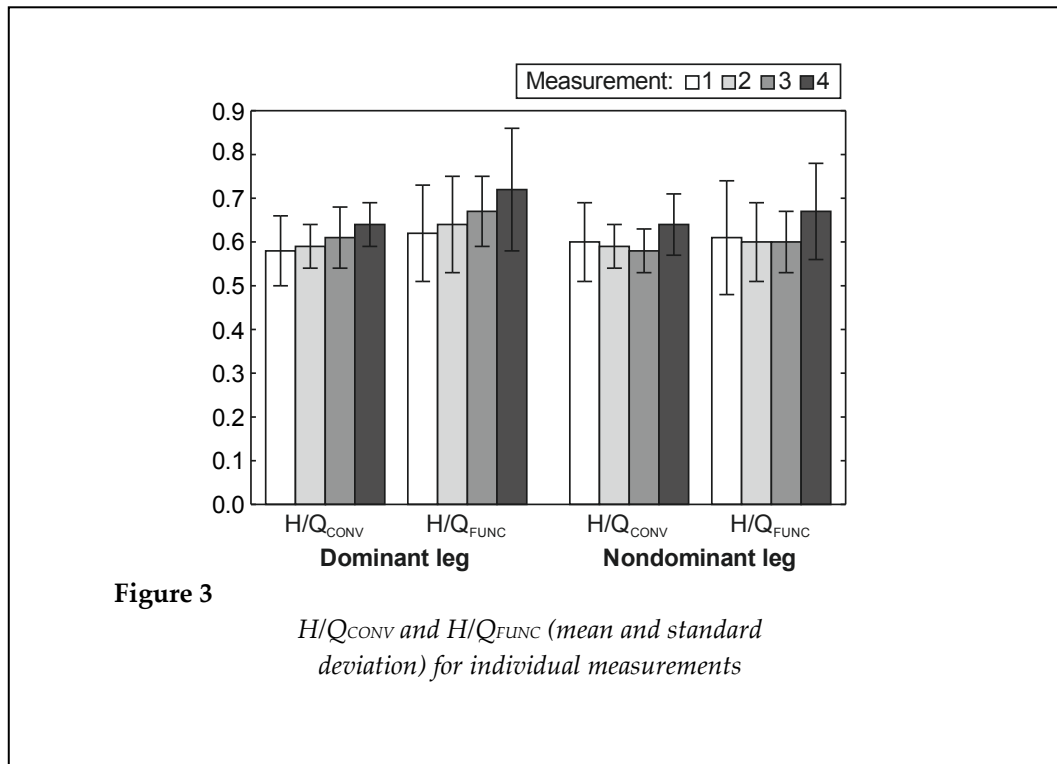 Measurement: 1 2 3 4
0.9
0.8
0.7
0.6
0.5
0.4
0.3
0.2
0.1
0.0
H/QCONV H/QFUNC H/QCONV H/QFUNC
Dominant leg Nondominant leg
Figure 3
H/QCONV and H/QFUNC (mean and standard
deviation) for individual measurements